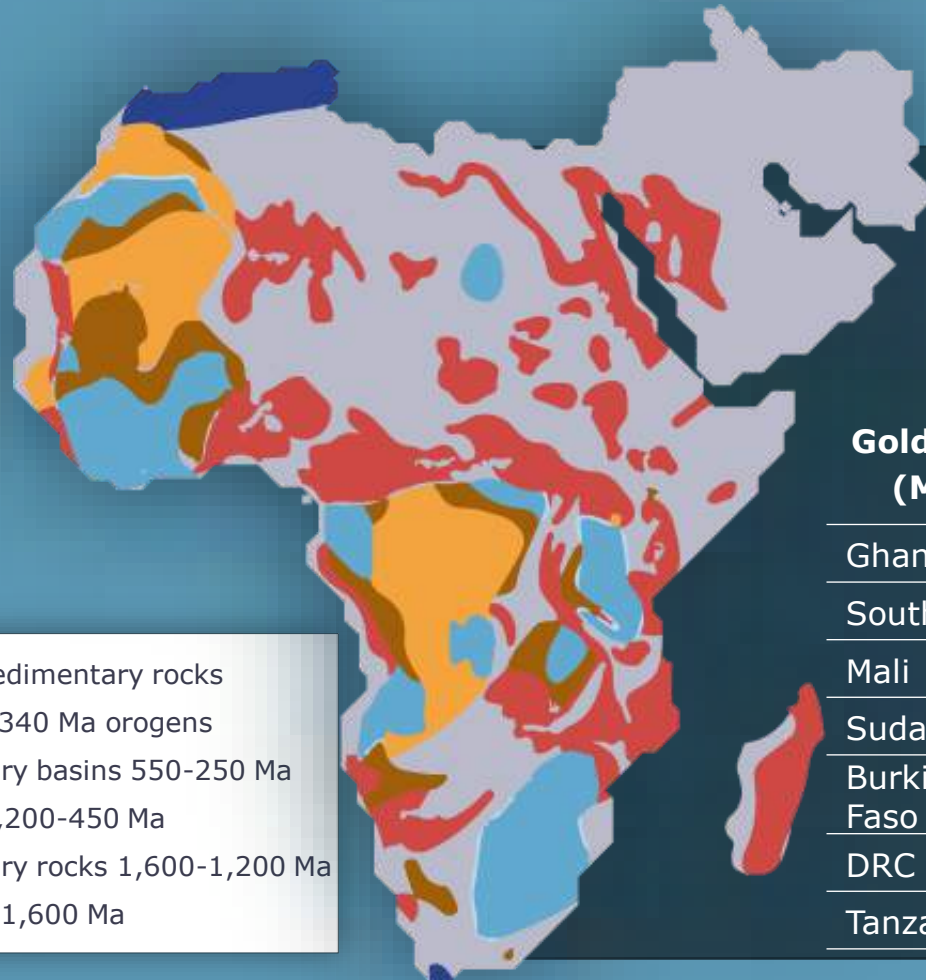 edimentary rocks
340 Ma orogens
ry basins 550-250 Ma
,200-450 Ma
ry rocks 1,600-1,200 Ma
1,600 Ma
Gold
(M
Ghan
South
Mali
Suda
Burki
Faso
DRC
Tanza